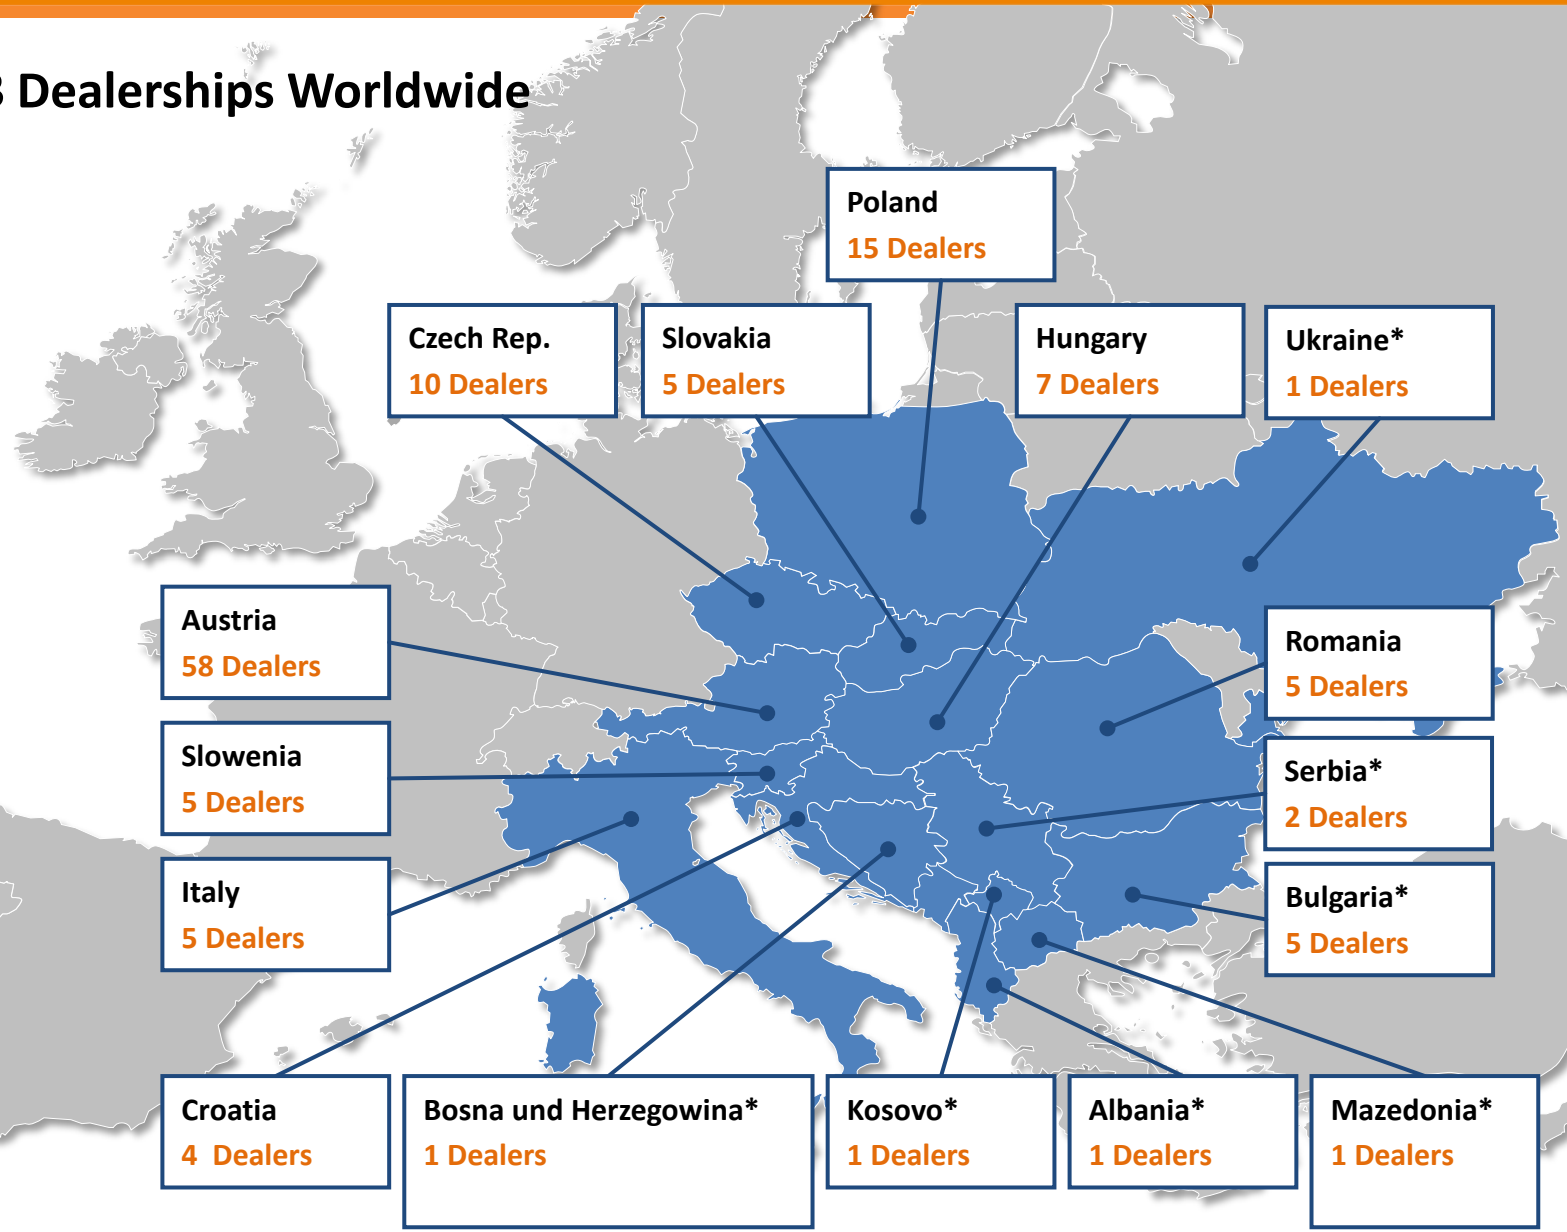 3 Dealerships Worldwide
Poland
15 Dealers
Czech Rep.
10 Dealers
Slovakia
5 Dealers
Hungary
7 Dealers
Ukraine*
1 Dealers
Austria
58 Dealers
Romania
5 Dealers
Slowenia
5 Dealers
Serbia*
2 Dealers
Italy
5 Dealers
Bulgaria*
5 Dealers
Croatia
4 Dealers
Bosna und Herzegowina*
1 Dealers
Kosovo*
1 Dealers
Albania*
1 Dealers
Mazedonia*
1 Dealers